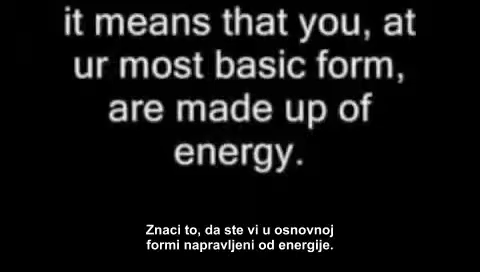 it means that you, at
ur most basic form,
are made up of
energy.
Znaci to, da ste vi u osnovnoj
formi napravljeni od energije.